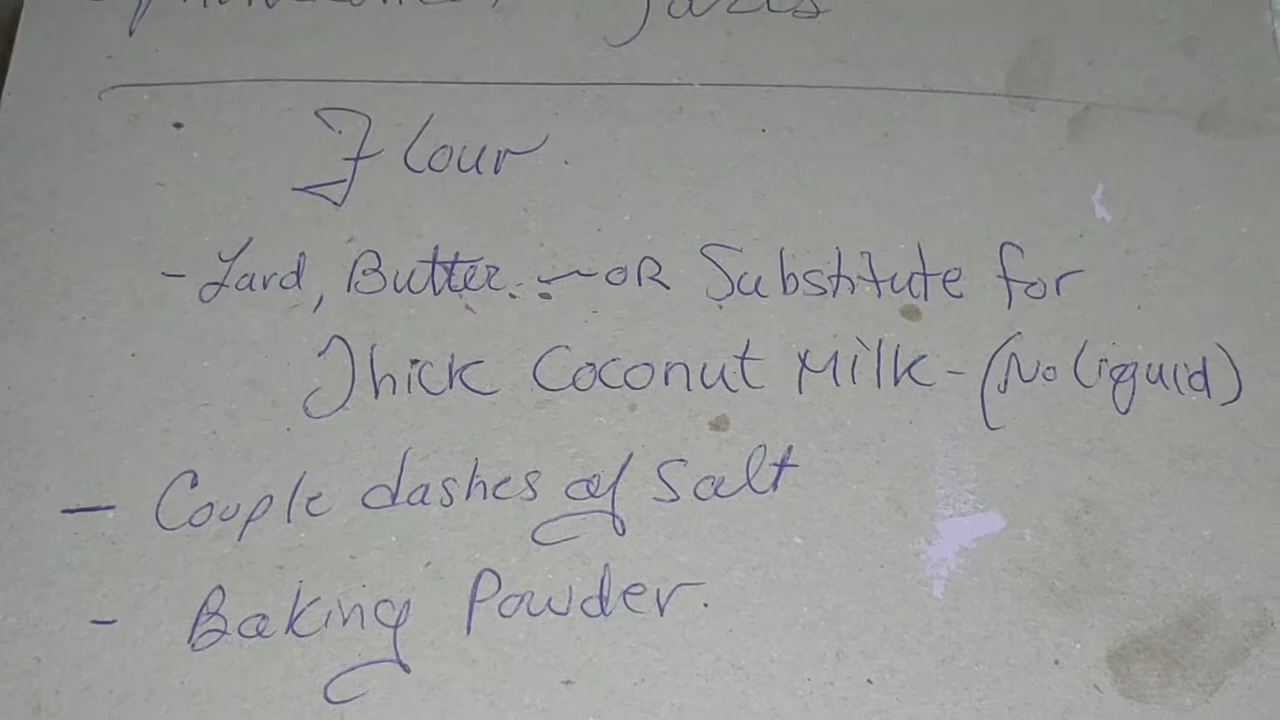 Flour.
- Lard, Butter. - OR Substitute for
Thick Coconut Milk - (No liquid)
- Couple dashes of Salt
- Baking Powder.